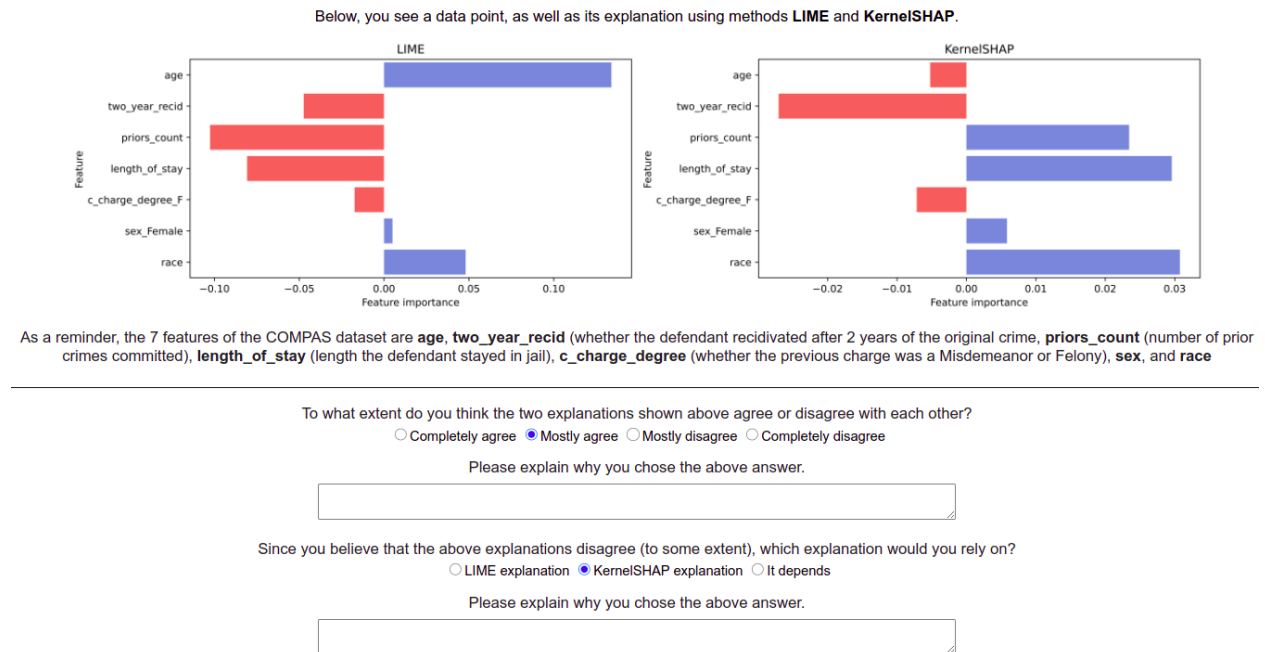 Below, you see a data point, as well as its explanation using methods LIME and KernelSHAP.
LIME
Feature
age
two_year_recid
priors_count
length_of_stay
c_charge_degree_F
sex_Female
race
−0.10 −0.05 0.00 0.05 0.10
Feature importance
KernelSHAP
Feature
age
two_year_recid
priors_count
length_of_stay
c_charge_degree_F
sex_Female
race
−0.02 −0.01 0.00 0.01 0.02 0.03
Feature importance
As a reminder, the 7 features of the COMPAS dataset are age, two_year_recid (whether the defendant recidivated after 2 years of the original crime, priors_count (number of prior
crimes committed), length_of_stay (length the defendant stayed in jail), c_charge_degree (whether the previous charge was a Misdemeanor or Felony), sex, and race
To what extent do you think the two explanations shown above agree or disagree with each other?
Completely agree Mostly agree Mostly disagree Completely disagree
Please explain why you chose the above answer.
Since you believe that the above explanations disagree (to some extent), which explanation would you rely on?
LIME explanation KernelSHAP explanation It depends
Please explain why you chose the above answer.